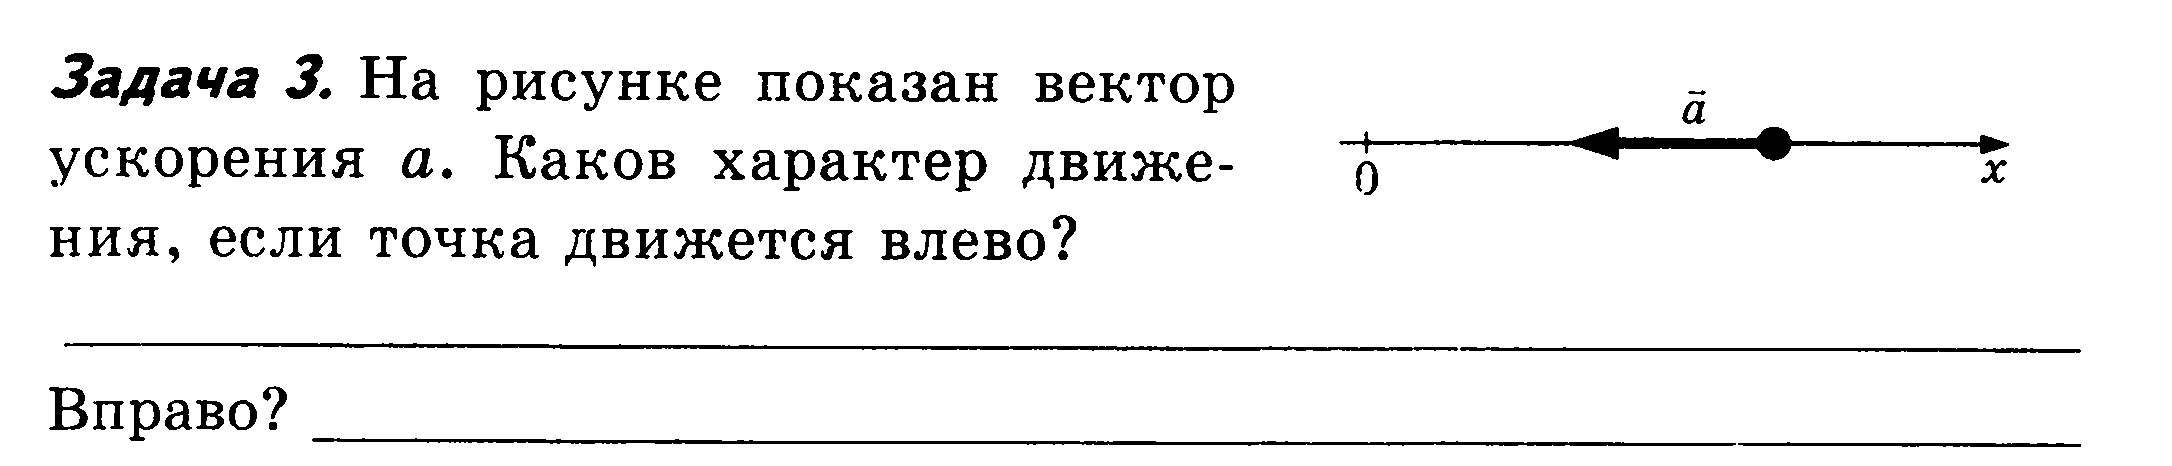 Задача 3. На рисунке показан вектор
ускорения a. Каков характер движе-
ния, если точка движется влево?
a⃗
0
x
Вправо?